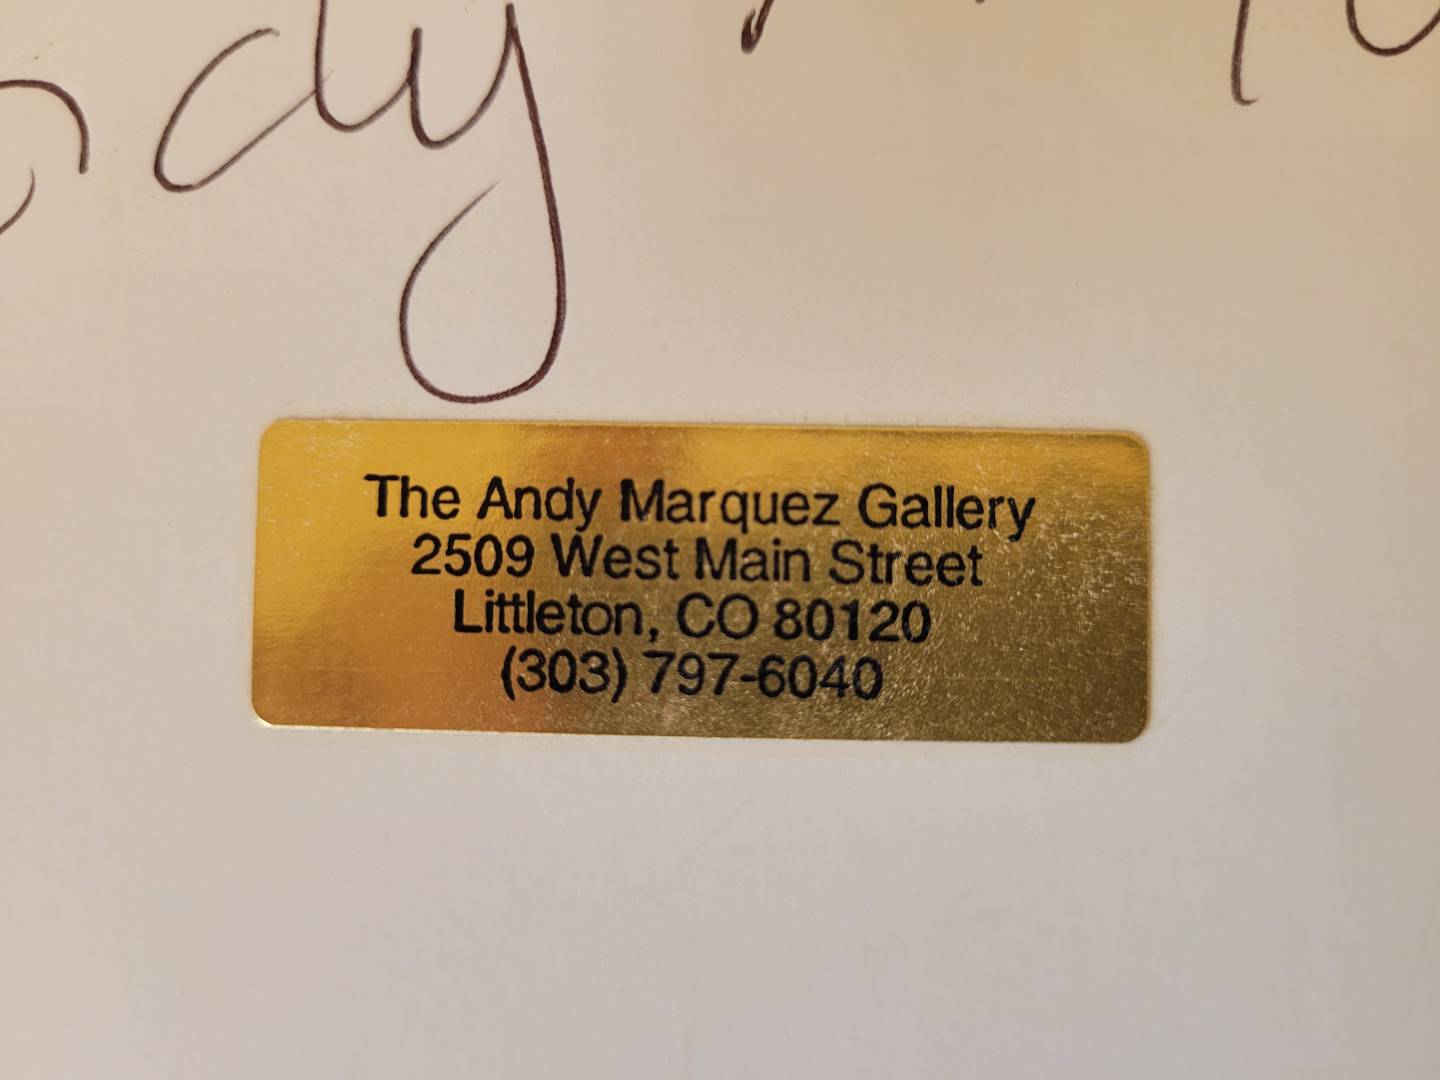 The Andy Marquez Gallery
2509 West Main Street
Littleton, CO 80120
(303) 797-6040